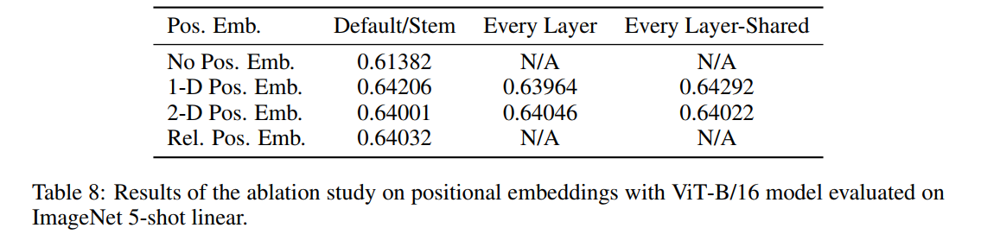 Pos. Emb. Default/Stem Every Layer Every Layer-Shared
No Pos. Emb. 0.61382 N/A N/A
1-D Pos. Emb. 0.64206 0.63964 0.64292
2-D Pos. Emb. 0.64001 0.64046 0.64022
Rel. Pos. Emb. 0.64032 N/A N/A
Table 8: Results of the ablation study on positional embeddings with ViT-B/16 model evaluated on
ImageNet 5-shot linear.